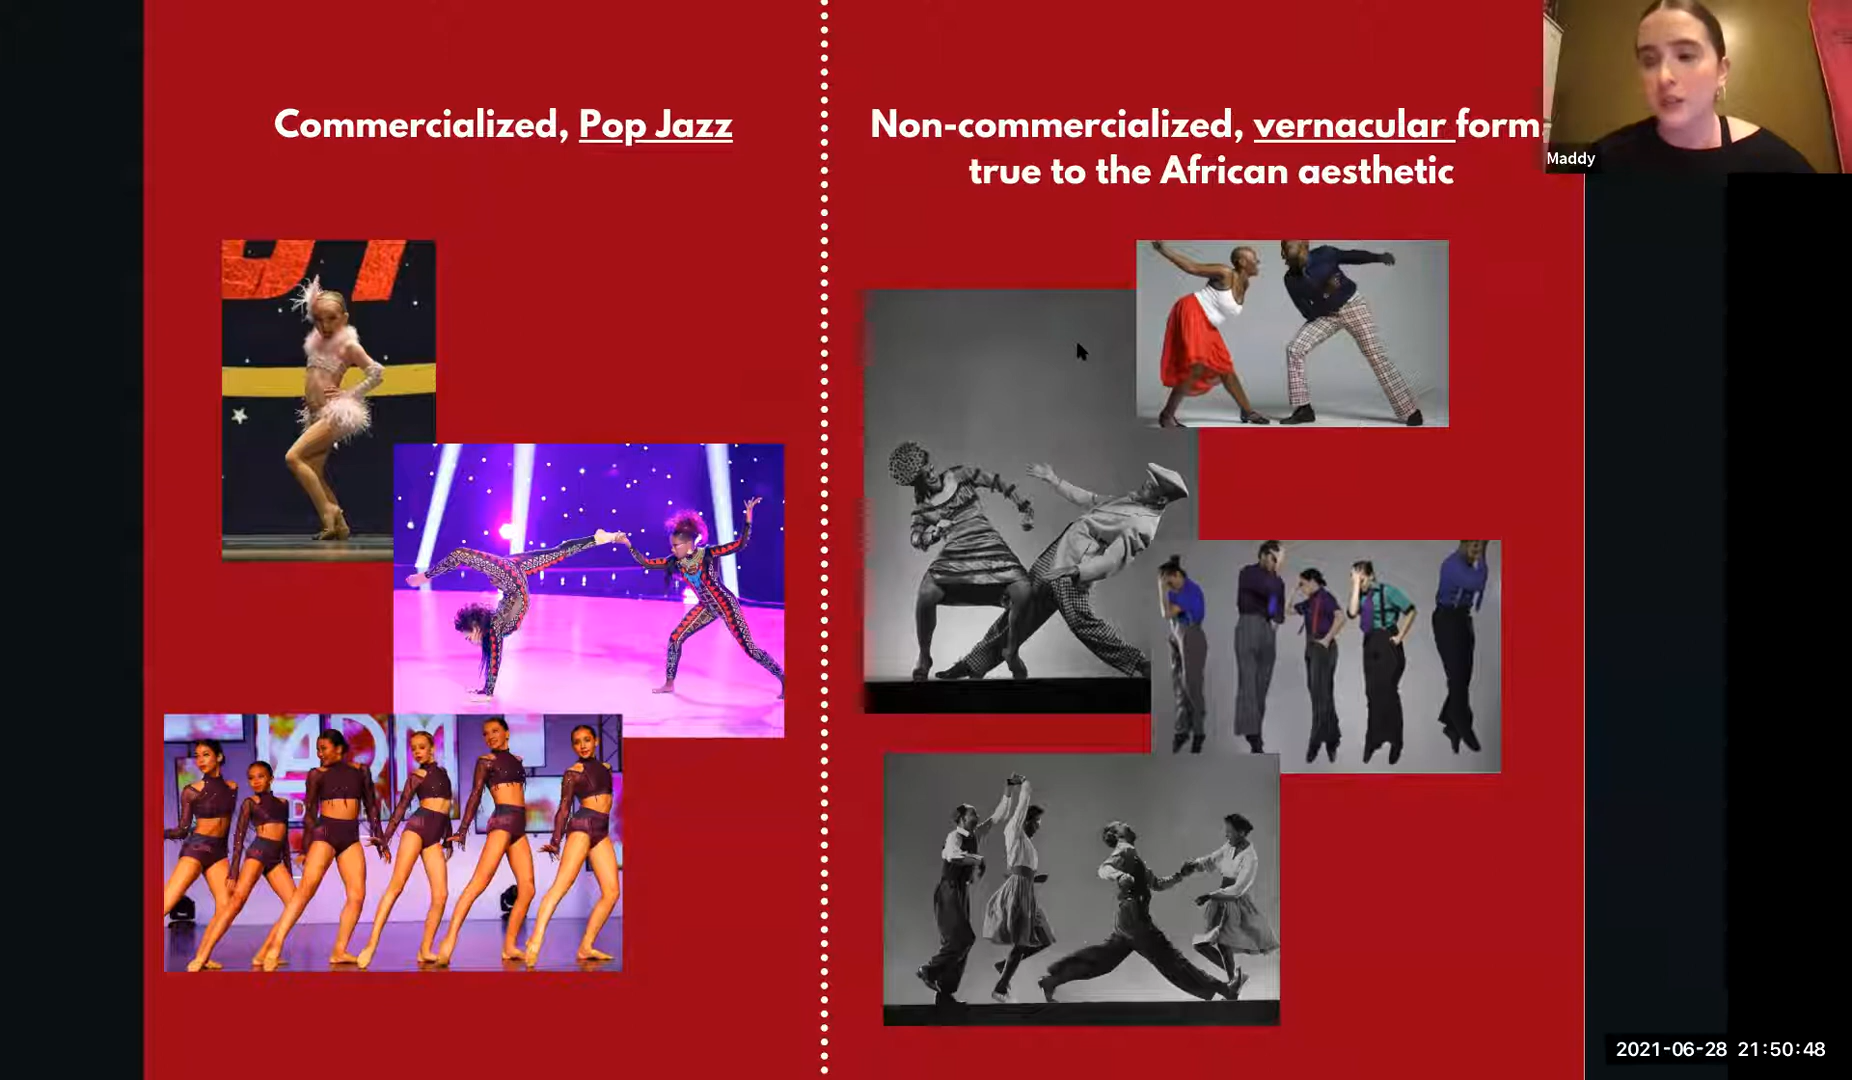 Commercialized, Pop Jazz
Non-commercialized, vernacular form
true to the African aesthetic
Maddy
ADM
2021-06-28 21:50:48